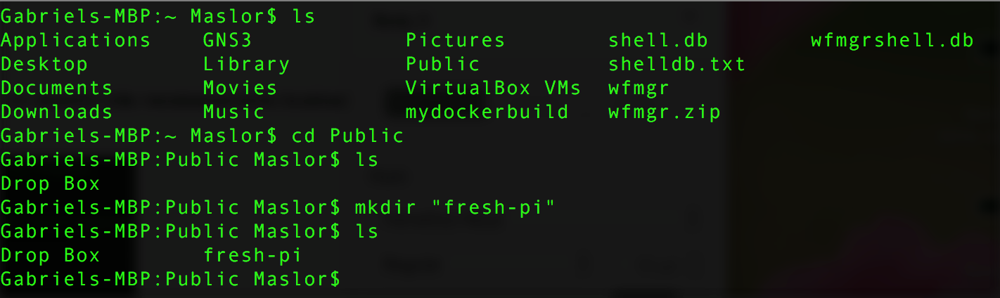 Gabriels-MBP:~ Maslor$ ls
Applications GNS3 Pictures shell.db wfmgrshell.db
Desktop Library Public shelldb.txt
Documents Movies VirtualBox VMs wfmgr
Downloads Music mydockerbuild wfmgr.zip
Gabriels-MBP:~ Maslor$ cd Public
Gabriels-MBP:Public Maslor$ ls
Drop Box
Gabriels-MBP:Public Maslor$ mkdir "fresh-pi"
Gabriels-MBP:Public Maslor$ ls
Drop Box fresh-pi
Gabriels-MBP:Public Maslor$